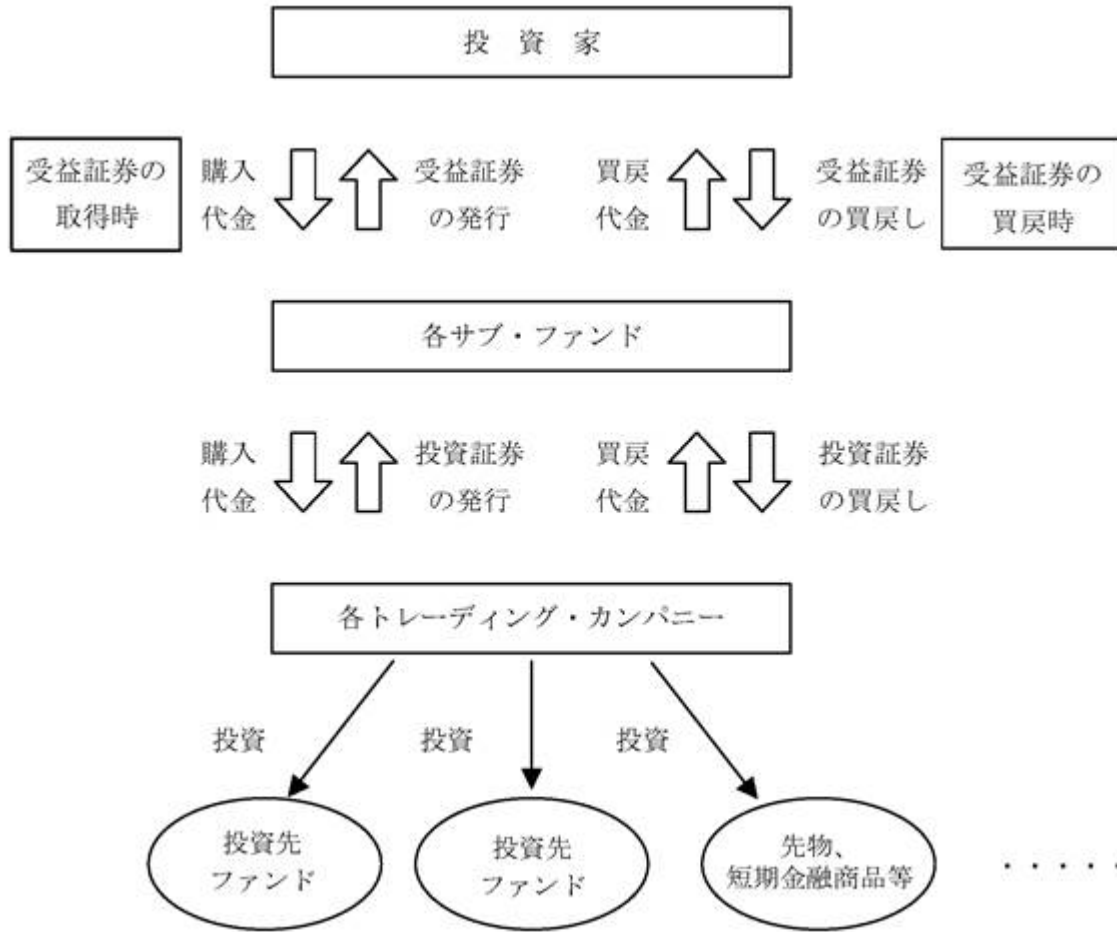 投 資 家
受益証券の
取得時
購入
代金
受益証券
の発行
買戻
代金
受益証券
の買戻し
受益証券の
買戻時
各サブ・ファンド
購入
代金
投資証券
の発行
買戻
代金
投資証券
の買戻し
各トレーディング・カンパニー
投資
投資
投資
投資先
ファンド
投資先
ファンド
先物、
短期金融商品等
・・・・・